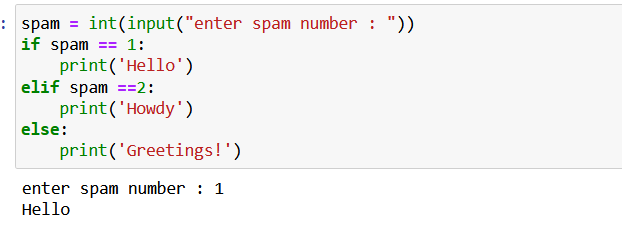 : spam = int(input("enter spam number : "))
if spam == 1:
    print('Hello')
elif spam ==2:
    print('Howdy')
else:
    print('Greetings!')
enter spam number : 1
Hello